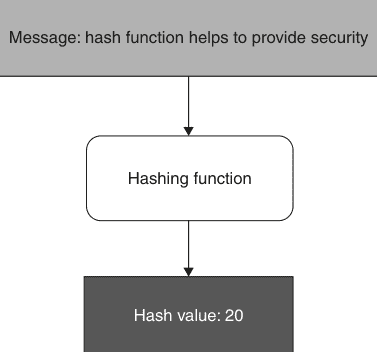 Message: hash function helps to provide security
Hashing function
Hash value: 20